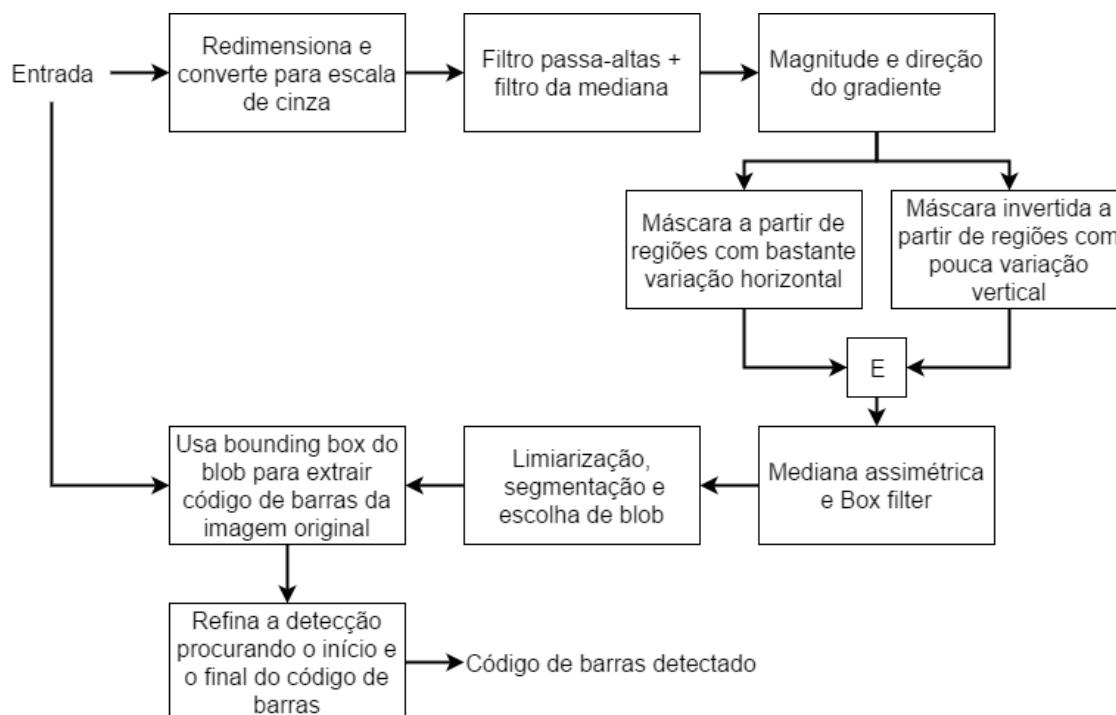 Entrada
Redimensiona e
converte para escala
de cinza
Filtro passa-altas +
filtro da mediana
Magnitude e direção
do gradiente
Máscara a partir de
regiões com bastante
variação horizontal
Máscara invertida a
partir de regiões com
pouca variação
vertical
E
Mediana assimétrica
e Box filter
Limiarização,
segmentação e
escolha de blob
Usa bounding box do
blob para extrair
código de barras da
imagem original
Refina a detecção
procurando o início e
o final do código de
barras
Código de barras detectado